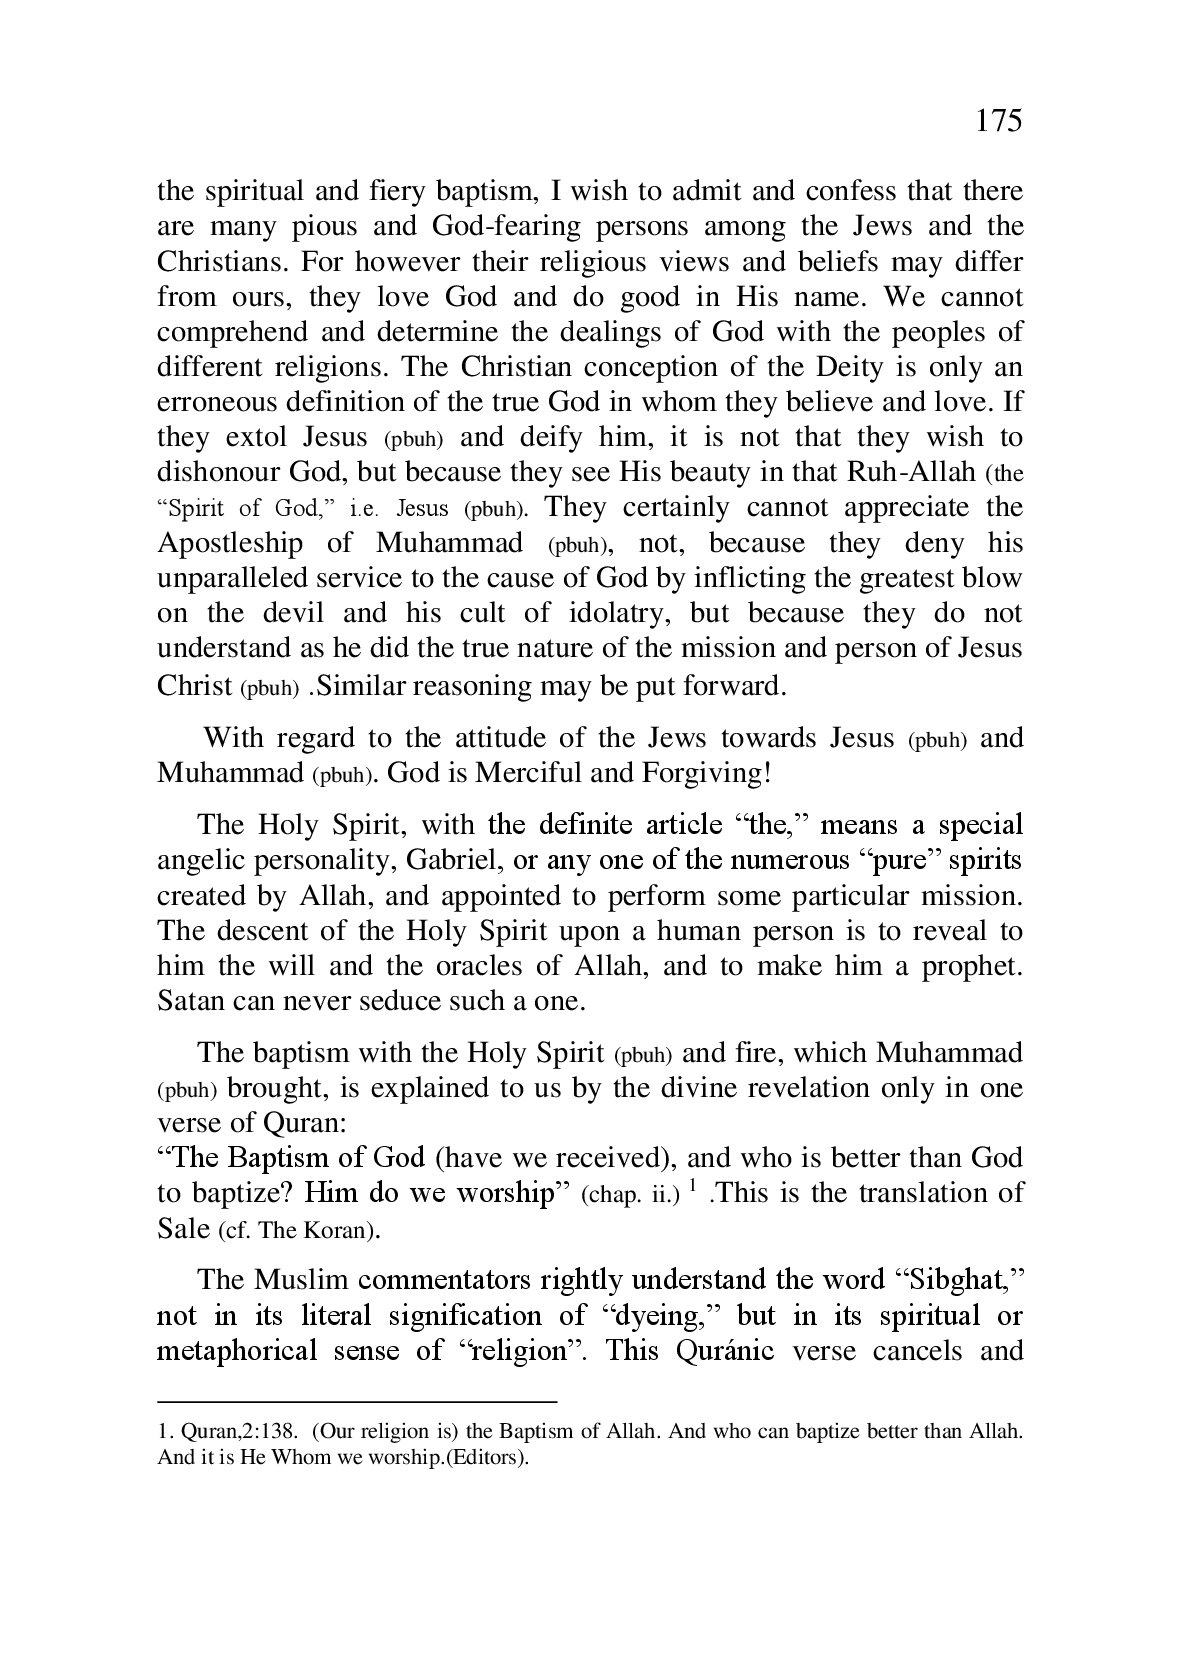 175
the spiritual and fiery baptism, I wish to admit and confess that there
are many pious and God-fearing persons among the Jews and the
Christians. For however their religious views and beliefs may differ
from ours, they love God and do good in His name. We cannot
comprehend and determine the dealings of God with the peoples of
different religions. The Christian conception of the Deity is only an
erroneous definition of the true God in whom they believe and love. If
they extol Jesus (pbuh) and deify him, it is not that they wish to
dishonour God, but because they see His beauty in that Ruh-Allah (the
“Spirit of God,” i.e. Jesus (pbuh). They certainly cannot appreciate the
Apostleship of Muhammad (pbuh), not, because they deny his
unparalleled service to the cause of God by inflicting the greatest blow
on the devil and his cult of idolatry, but because they do not
understand as he did the true nature of the mission and person of Jesus
Christ (pbuh) .Similar reasoning may be put forward.
With regard to the attitude of the Jews towards Jesus (pbuh) and
Muhammad (pbuh). God is Merciful and Forgiving!
The Holy Spirit, with the definite article “the,” means a special
angelic personality, Gabriel, or any one of the numerous “pure” spirits
created by Allah, and appointed to perform some particular mission.
The descent of the Holy Spirit upon a human person is to reveal to
him the will and the oracles of Allah, and to make him a prophet.
Satan can never seduce such a one.
The baptism with the Holy Spirit (pbuh) and fire, which Muhammad
(pbuh) brought, is explained to us by the divine revelation only in one
verse of Quran:
“The Baptism of God (have we received), and who is better than God
to baptize? Him do we worship” (chap. ii.) 1 .This is the translation of
Sale (cf. The Koran).
The Muslim commentators rightly understand the word “Sibghat,”
not in its literal signification of “dyeing,” but in its spiritual or
metaphorical sense of “religion”. This Quránic verse cancels and
1. Quran,2:138. (Our religion is) the Baptism of Allah. And who can baptize better than Allah.
And it is He Whom we worship.(Editors).